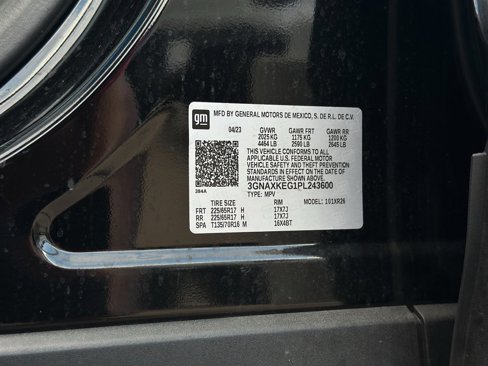 gm
MFD BY GENERAL MOTORS DE MEXICO, S. DE R.L. DE C.V.
04/23 GVWR GAWR FRT GAWR RR
2025 KG 1175 KG 1200 KG
4464 LB 2590 LB 2645 LB
THIS VEHICLE CONFORMS TO ALL
APPLICABLE U.S. FEDERAL MOTOR
VEHICLE SAFETY AND THEFT PREVENTION
STANDARDS IN EFFECT ON THE DATE OF
MANUFACTURE SHOWN ABOVE.
394A 3GNAXKEG1PL243600
TYPE: MPV
TIRE SIZE RIM MODEL: 101XR26
FRT 225/65R17 H 17X7J
RR 225/65R17 H 17X7J
SPA T135/70R16 M 16X4BT